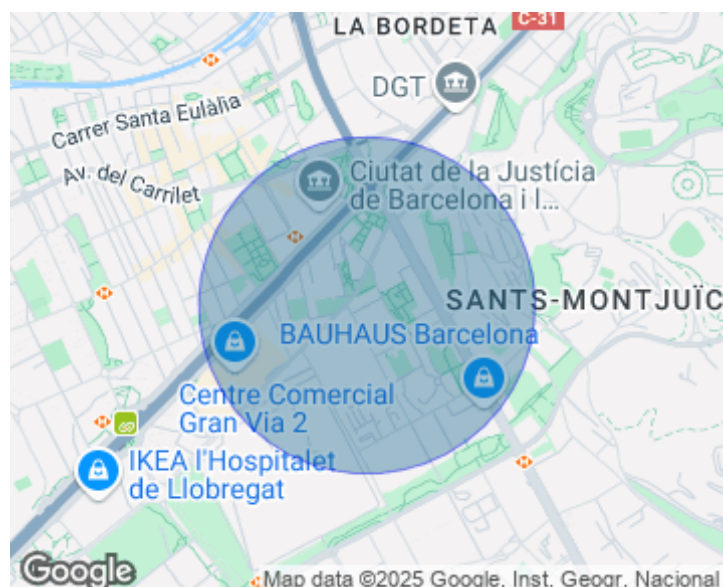 LA BORDETA
C-31
DGT
Carrer Santa Eulàlia
Av. del Carrilet
Ciutat de la Justícia
de Barcelona i l...
SANTS-MONTJUÏC
BAUHAUS Barcelona
Centre Comercial
Gran Via 2
IKEA l'Hospitalet
de Llobregat
Google
Map data ©2025 Google, Inst. Geogr. Nacional